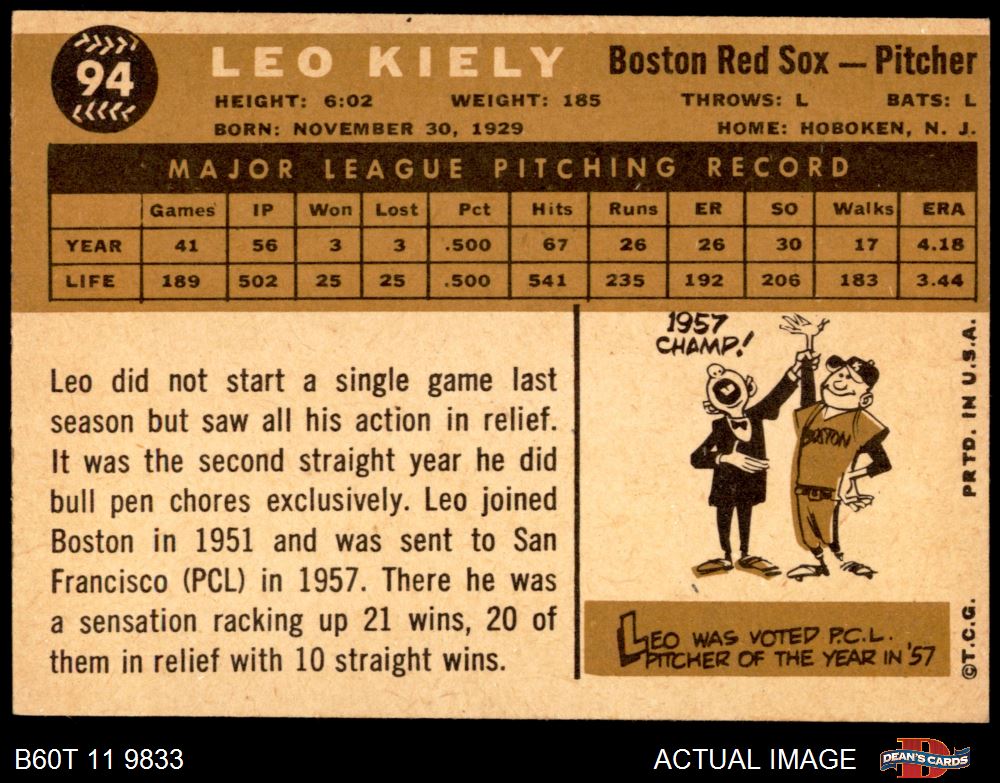 94
LEO KIELY
Boston Red Sox — Pitcher
HEIGHT: 6:02 WEIGHT: 185 THROWS: L BATS: L
BORN: NOVEMBER 30, 1929 HOME: HOBOKEN, N. J.
MAJOR LEAGUE PITCHING RECORD
Games IP Won Lost Pct Hits Runs ER SO Walks ERA
YEAR 41 56 3 3 .500 67 26 26 30 17 4.18
LIFE 189 502 25 25 .500 541 235 192 206 183 3.44
Leo did not start a single game last
season but saw all his action in relief.
It was the second straight year he did
bull pen chores exclusively. Leo joined
Boston in 1951 and was sent to San
Francisco (PCL) in 1957. There he was
a sensation racking up 21 wins, 20 of
them in relief with 10 straight wins.
1957
CHAMP!
BOSTON
LEO WAS VOTED P.C.L.
PITCHER OF THE YEAR IN '57
©T.C.G. PRTD. IN U.S.A.
B60T 11 9833
ACTUAL IMAGE
D
DEAN'S CARDS